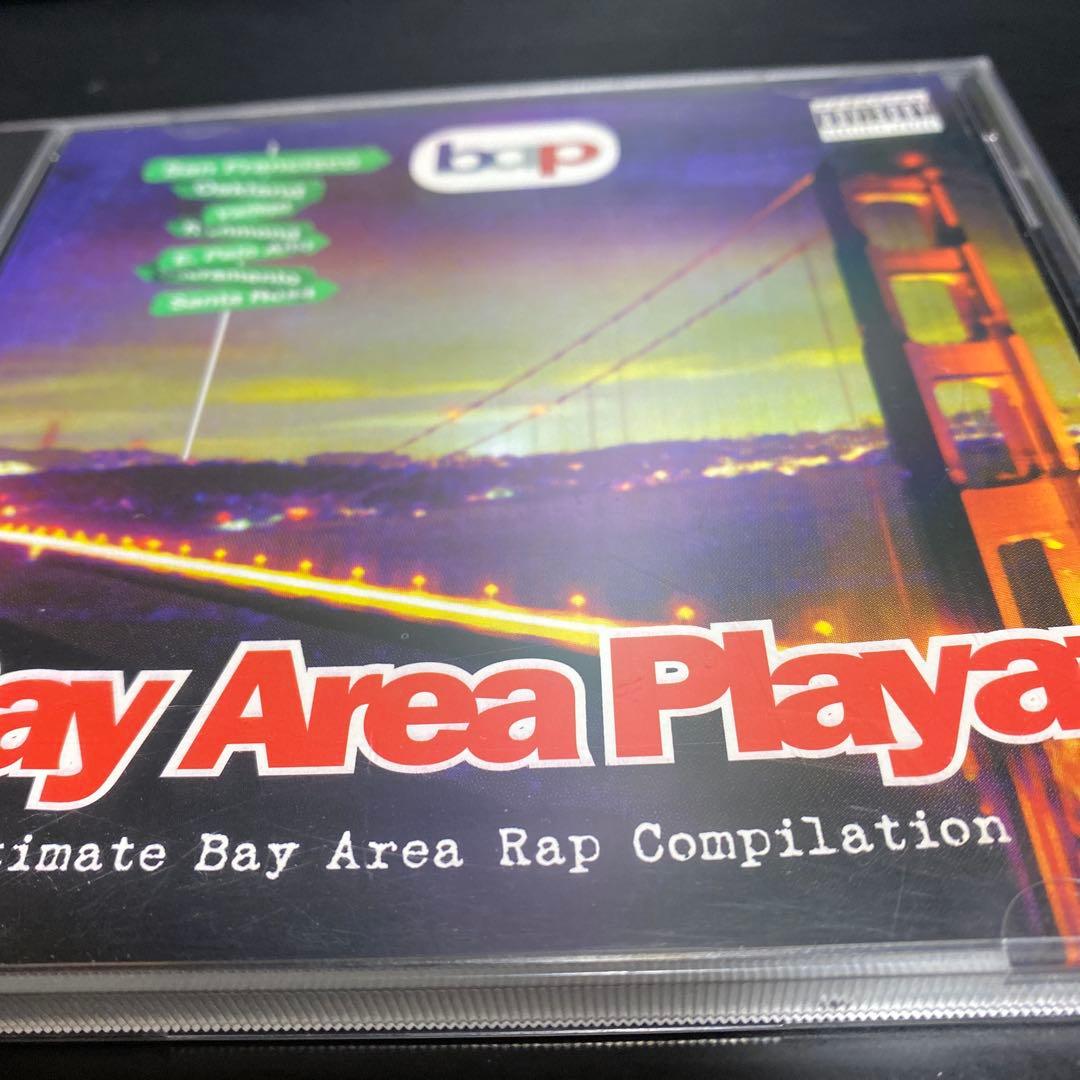 bap
San Francisco
Oakland
Vallejo
Richmond
E. Palo Alto
Sacramento
Santa Rosa
ay Area Playa
timate Bay Area Rap Compilation